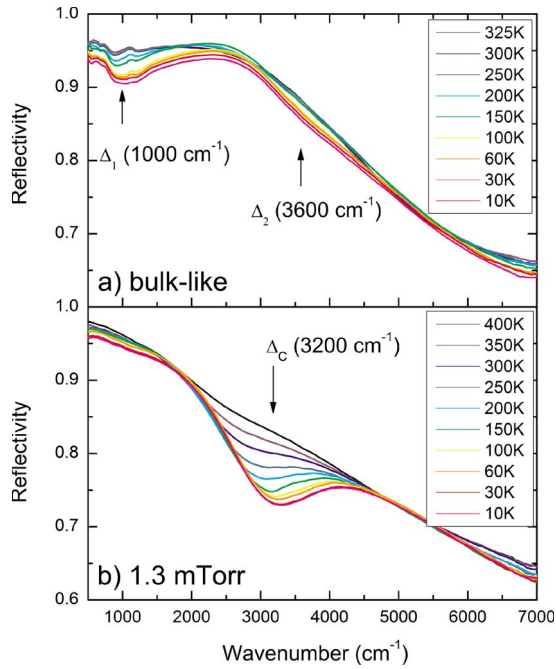 a)
1.0
0.9
0.8
0.7
Reflectivity
Δ1 (1000 cm-1)
Δ2 (3600 cm-1)
325K
300K
250K
200K
150K
100K
60K
30K
10K
a) bulk-like
1.0
0.9
0.8
0.7
0.6
Reflectivity
ΔC (3200 cm-1)
400K
350K
300K
250K
200K
150K
100K
60K
30K
10K
b) 1.3 mTorr
1000 2000 3000 4000 5000 6000 7000
Wavenumber (cm-1)